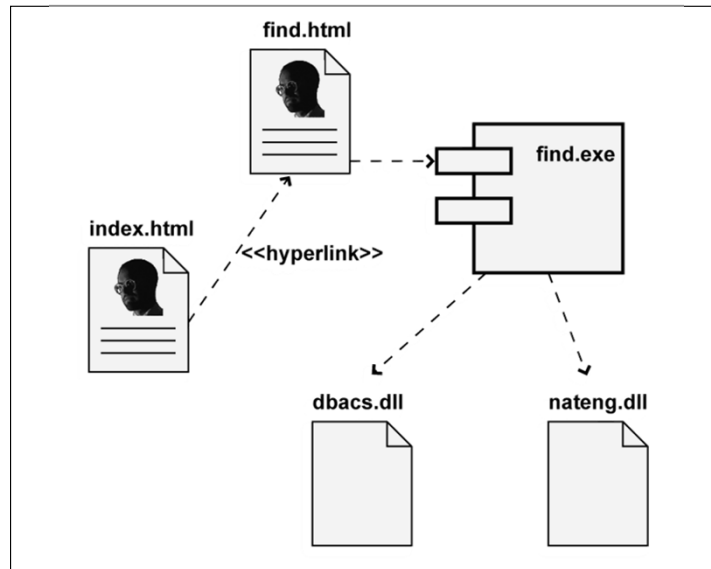 find.html
find.exe
index.html
<<hyperlink>>
dbacs.dll
nateng.dll